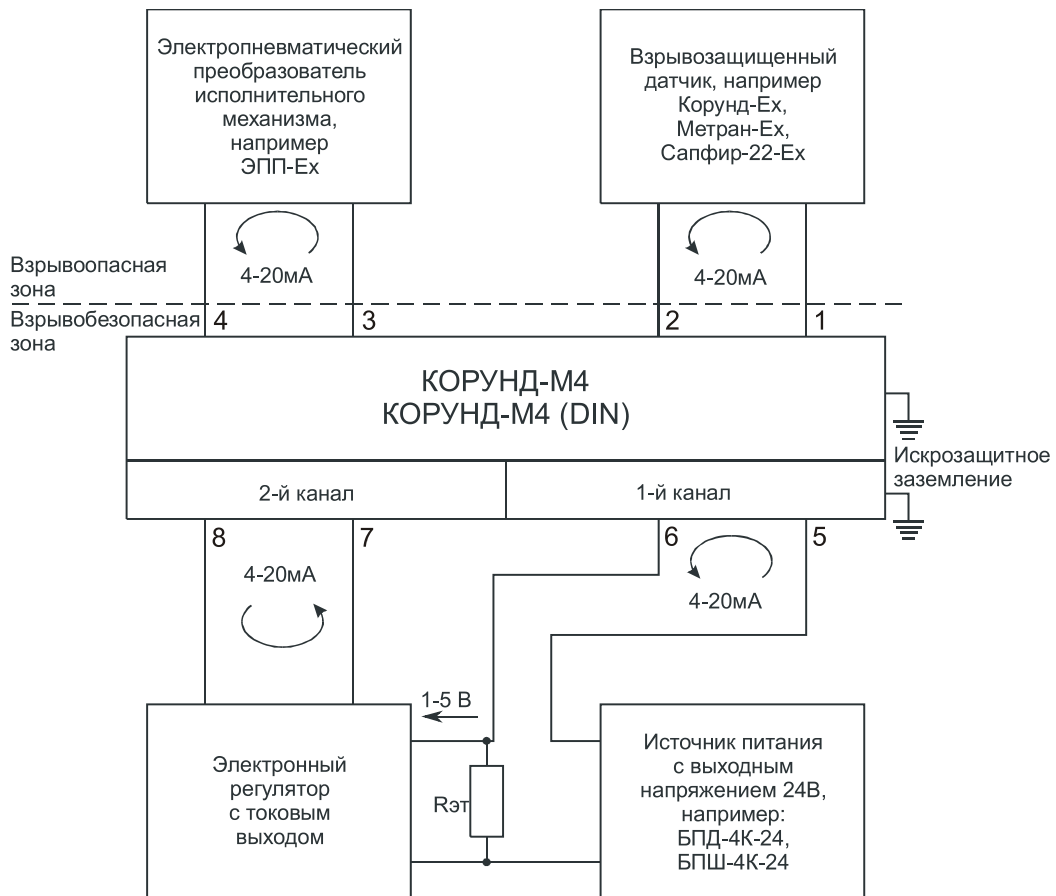 Электропневматический
преобразователь
исполнительного
механизма,
например
ЭПП-Ex
Взрывозащищенный
датчик, например
Корунд-Ex,
Метран-Ex,
Сапфир-22-Ex
4-20мА
4-20мА
Взрывоопасная
зона
Взрывобезопасная
зона
4
3
2
1
КОРУНД-М4
КОРУНД-М4 (DIN)
Искрозащитное
заземление
2-й канал
1-й канал
8
7
6
5
4-20мА
4-20мА
1-5 В
Электронный
регулятор
с токовым
выходом
Rэт
Источник питания
с выходным
напряжением 24В,
например:
БПД-4К-24,
БПШ-4К-24